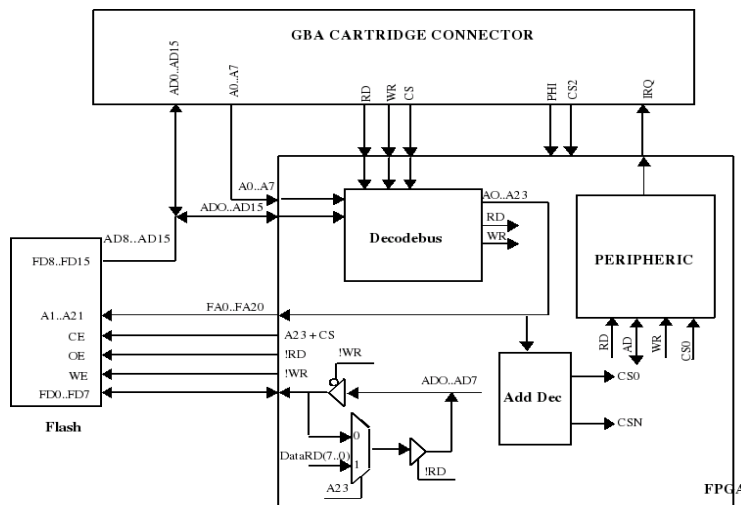 GBA CARTRIDGE CONNECTOR
AD0..AD15
A0..A7
RD
WR
CS
PHI
CS2
IRQ
A0..A7
ADO..AD15
AO..A23
RD
WR
Decodebus
PERIPHERIC
AD8..AD15
FD8..FD15
FA0..FA20
A1..A21
CE
A23+CS
OE
!RD
WE
!WR
FD0..FD7
Flash
!WR
ADO..AD7
RD
AD
WR
CS0
Add Dec
CS0
CSN
0
DataRD(7..0)
1
!RD
A23
FPGA